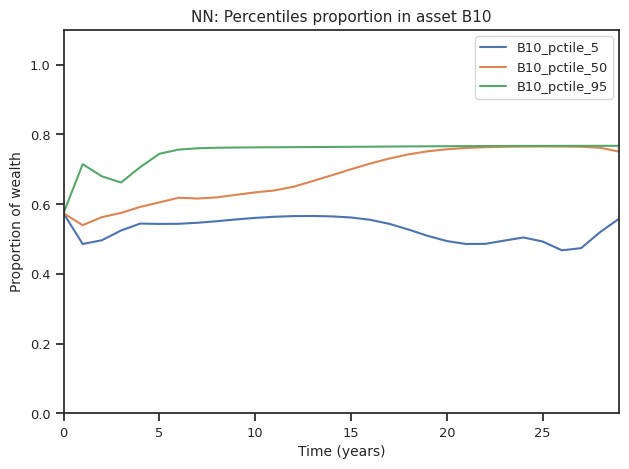 NN: Percentiles proportion in asset B10
B10_pctile_5
B10_pctile_50
B10_pctile_95
Proportion of wealth
1.0
0.8
0.6
0.4
0.2
0.0
0 5 10 15 20 25
Time (years)